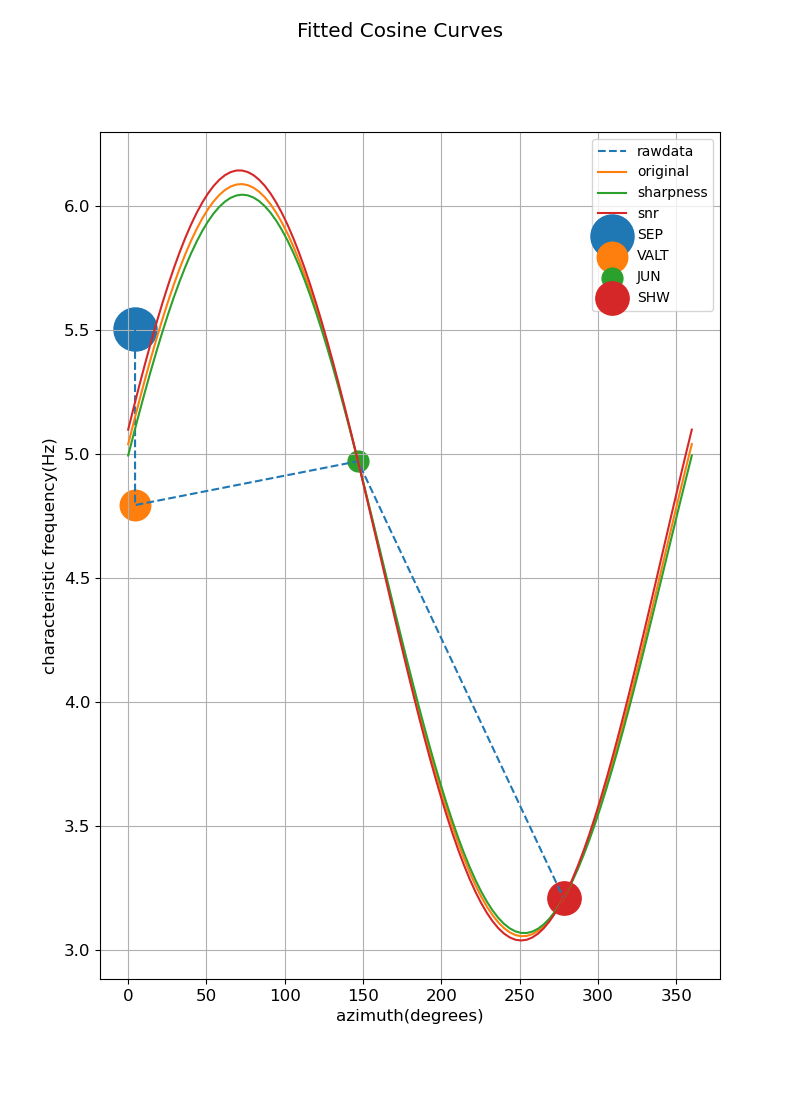 Fitted Cosine Curves
rawdata
original
sharpness
snr
SEP
VALT
JUN
SHW
6.0
5.5
5.0
4.5
4.0
3.5
3.0
characteristic frequency(Hz)
0 50 100 150 200 250 300 350
azimuth(degrees)